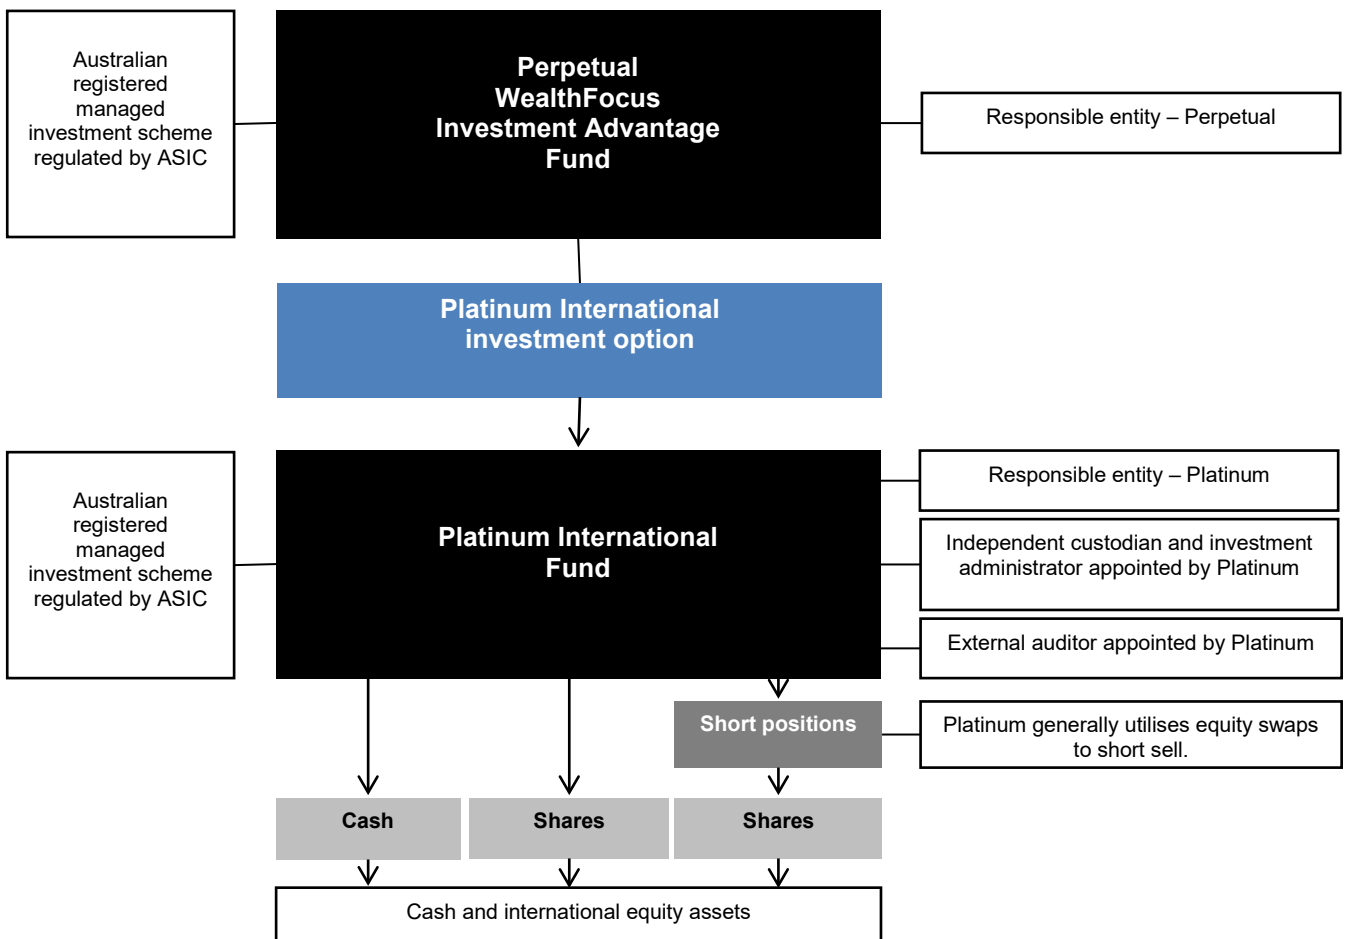 Australian
registered
managed
investment scheme
regulated by ASIC
Perpetual
WealthFocus
Investment Advantage
Fund
Responsible entity – Perpetual
Platinum International
investment option
Australian
registered
managed
investment scheme
regulated by ASIC
Platinum International
Fund
Responsible entity – Platinum
Independent custodian and investment
administrator appointed by Platinum
External auditor appointed by Platinum
Short positions
Platinum generally utilises equity swaps
to short sell.
Cash
Shares
Shares
Cash and international equity assets